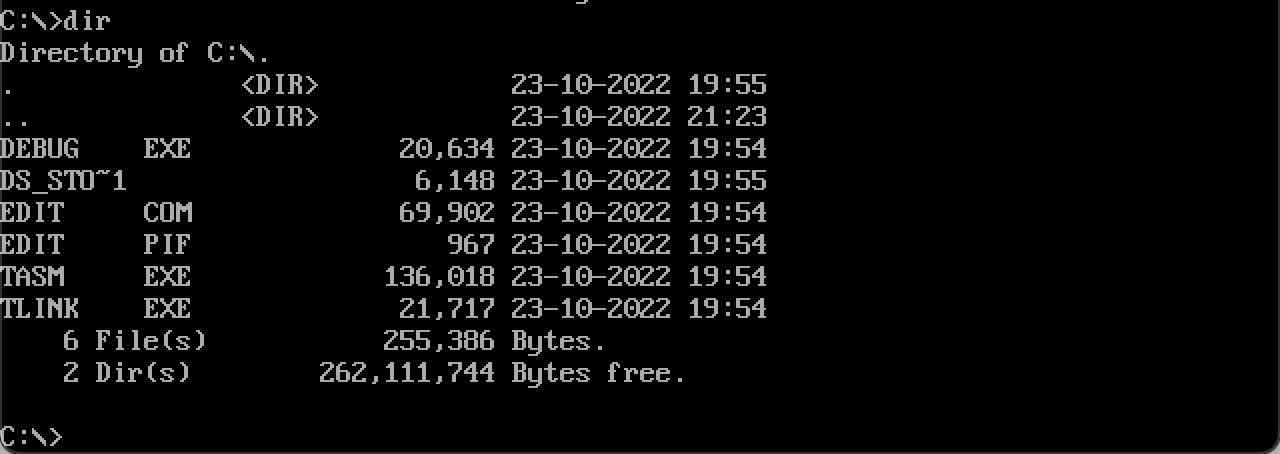 C:\>dir
Directory of C:\.
.              <DIR>            23-10-2022 19:55
..             <DIR>            23-10-2022 21:23
DEBUG    EXE             20,634 23-10-2022 19:54
DS_STO~1                  6,148 23-10-2022 19:55
EDIT     COM             69,902 23-10-2022 19:54
EDIT     PIF                967 23-10-2022 19:54
TASM     EXE            136,018 23-10-2022 19:54
TLINK    EXE             21,717 23-10-2022 19:54
    6 File(s)           255,386 Bytes.
    2 Dir(s)        262,111,744 Bytes free.
C:\>